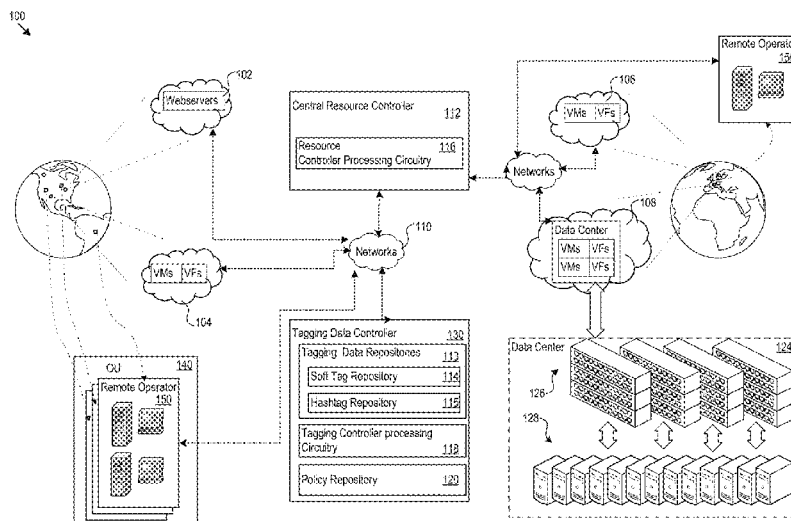 100
102
Webservers
Central Resource Controller
112
Resource
Controller Processing Circuitry
116
Networks
Remote Operator
150
106
VMs VFs
108
Data Center
VMs VFs
VMs VFs
110
Networks
VMs VFs
104
Tagging Data Controller
130
Tagging Data Repositories
113
Soft Tag Repository
114
Hashtag Repository
115
Tagging Controller processing
Circuitry
118
Policy Repository
120
OU
140
Remote Operator
150
Data Center
124
126
128